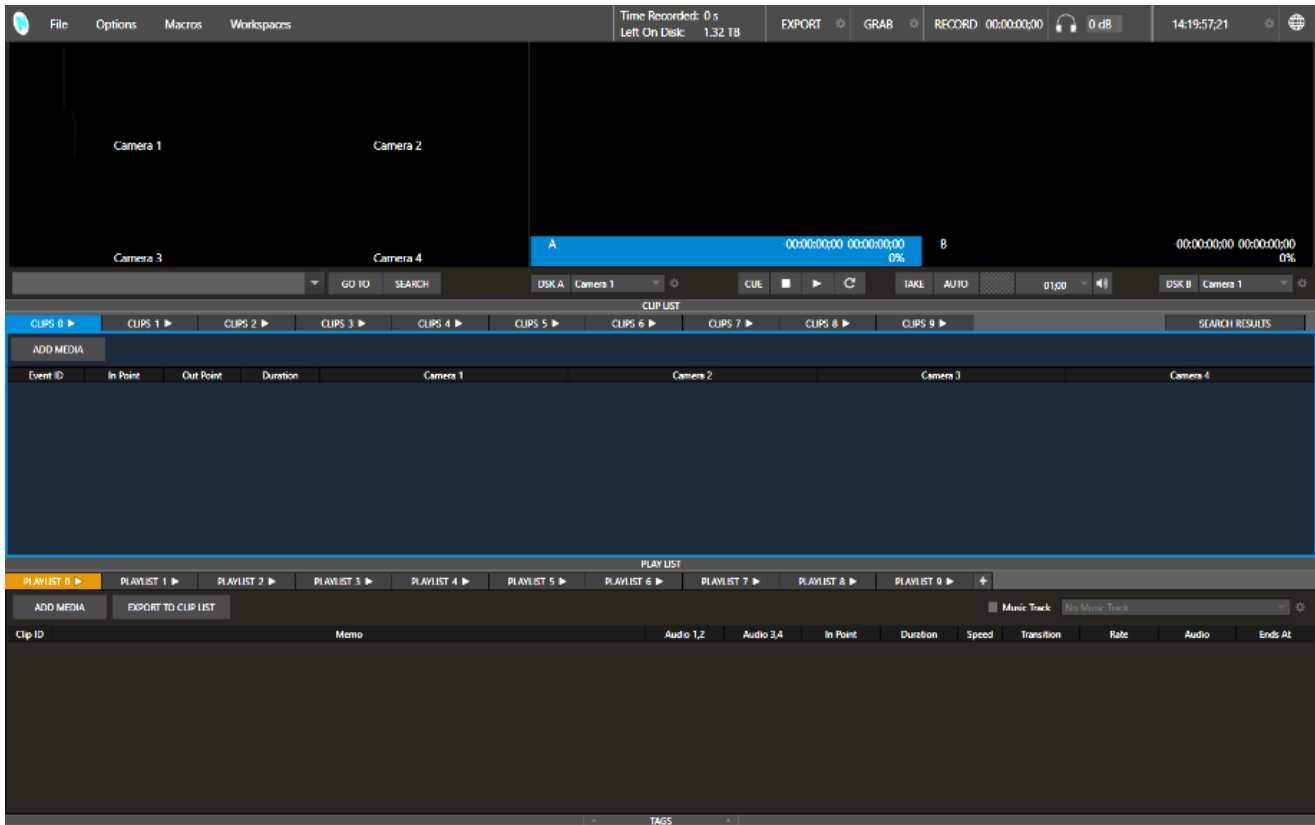 File Options Macros Workspaces Time Recorded: 0 s EXPORT GRAB RECORD 00:00:00;00 0 dB 14:19:57;21
Left On Disk: 1.32 TB
Camera 1 Camera 2
A -00:00:00;00 00:00:00;00 B -00:00:00;00 00:00:00;00
Camera 3 Camera 4 0% 0%
GO TO SEARCH DSK A Camera 1 CUE TAKE AUTO 01;00 DSK B Camera 1
CLIP LIST
CLIPS 0 CLIPS 1 CLIPS 2 CLIPS 3 CLIPS 4 CLIPS 5 CLIPS 6 CLIPS 7 CLIPS 8 CLIPS 9 SEARCH RESULTS
ADD MEDIA
Event ID In Point Out Point Duration Camera 1 Camera 2 Camera 3 Camera 4
PLAY LIST
PLAYLIST 0 PLAYLIST 1 PLAYLIST 2 PLAYLIST 3 PLAYLIST 4 PLAYLIST 5 PLAYLIST 6 PLAYLIST 7 PLAYLIST 8 PLAYLIST 9 +
ADD MEDIA EXPORT TO CLIP LIST Music Track No Music Track
Clip ID Memo Audio 1,2 Audio 3,4 In Point Duration Speed Transition Rate Audio Ends At
TAGS